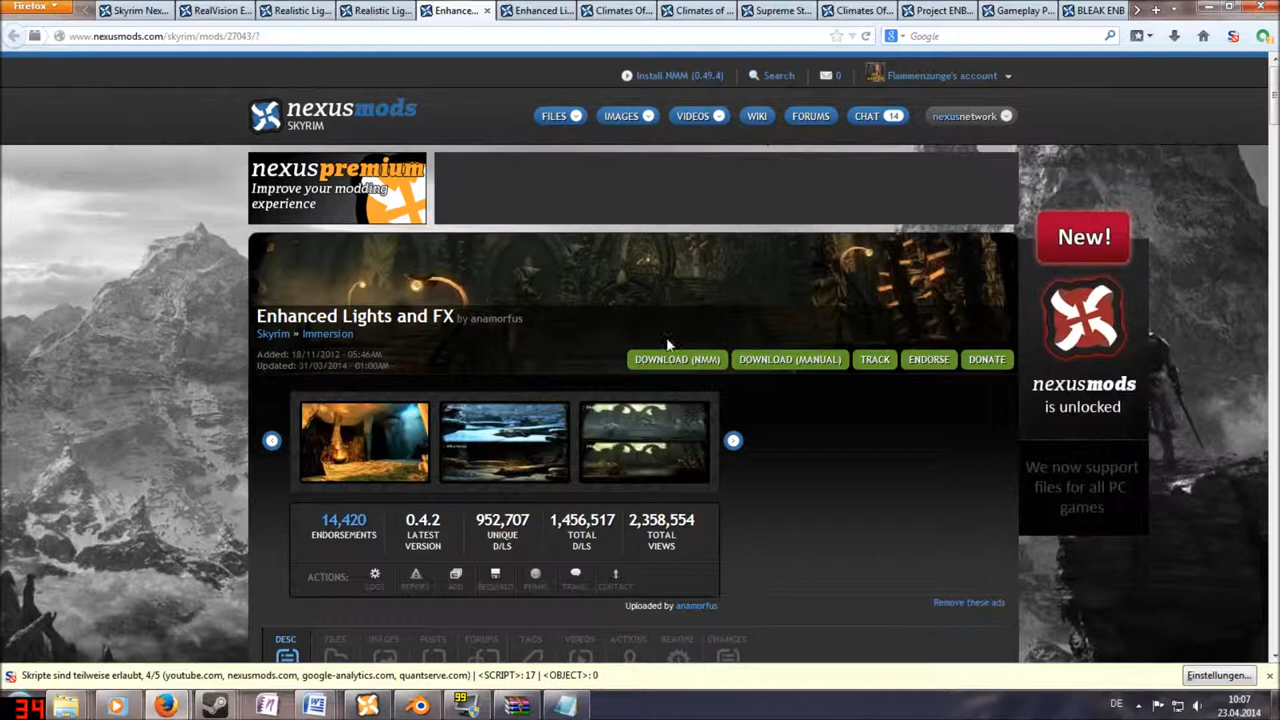 Firefox
Skyrim Nex...
RealVision E...
Realistic Lig...
Realistic Lig...
Enhance...
Enhanced Li...
Climates Of...
Climates of ...
Supreme St...
Climates Of...
Project ENB...
Gameplay P...
BLEAK ENB
www.nexusmods.com/skyrim/mods/27043/?
Google
Install NMM (0.49.4)
Search
0
Flammenzunge's account
nexusmods
SKYRIM
FILES
IMAGES
VIDEOS
WIKI
FORUMS
CHAT 14
nexusnetwork
nexuspremium
Improve your modding
experience
New!
Enhanced Lights and FX by anamorfus
Skyrim » Immersion
Added: 18/11/2012 - 05:46AM
Updated: 31/03/2014 - 01:00AM
DOWNLOAD (NMM)
DOWNLOAD (MANUAL)
TRACK
ENDORSE
DONATE
nexusmods
is unlocked
We now support
files for all PC
games
14,420
ENDORSEMENTS
0.4.2
LATEST
VERSION
952,707
UNIQUE
D/LS
1,456,517
TOTAL
D/LS
2,358,554
TOTAL
VIEWS
ACTIONS:
LOGS
REPORT
ADD
REQUIRED
PERMS
TRANS
CONTACT
Uploaded by anamorfus
Remove these ads
DESC
FILES
IMAGES
POSTS
FORUMS
TAGS
VIDEOS
ACTIONS
README
CHANGES
Skripte sind teilweise erlaubt, 4/5 (youtube.com, nexusmods.com, google-analytics.com, quantserve.com) | <SCRIPT>: 17 | <OBJECT>: 0
Einstellungen...
34
99
DE
10:07
23.04.2014